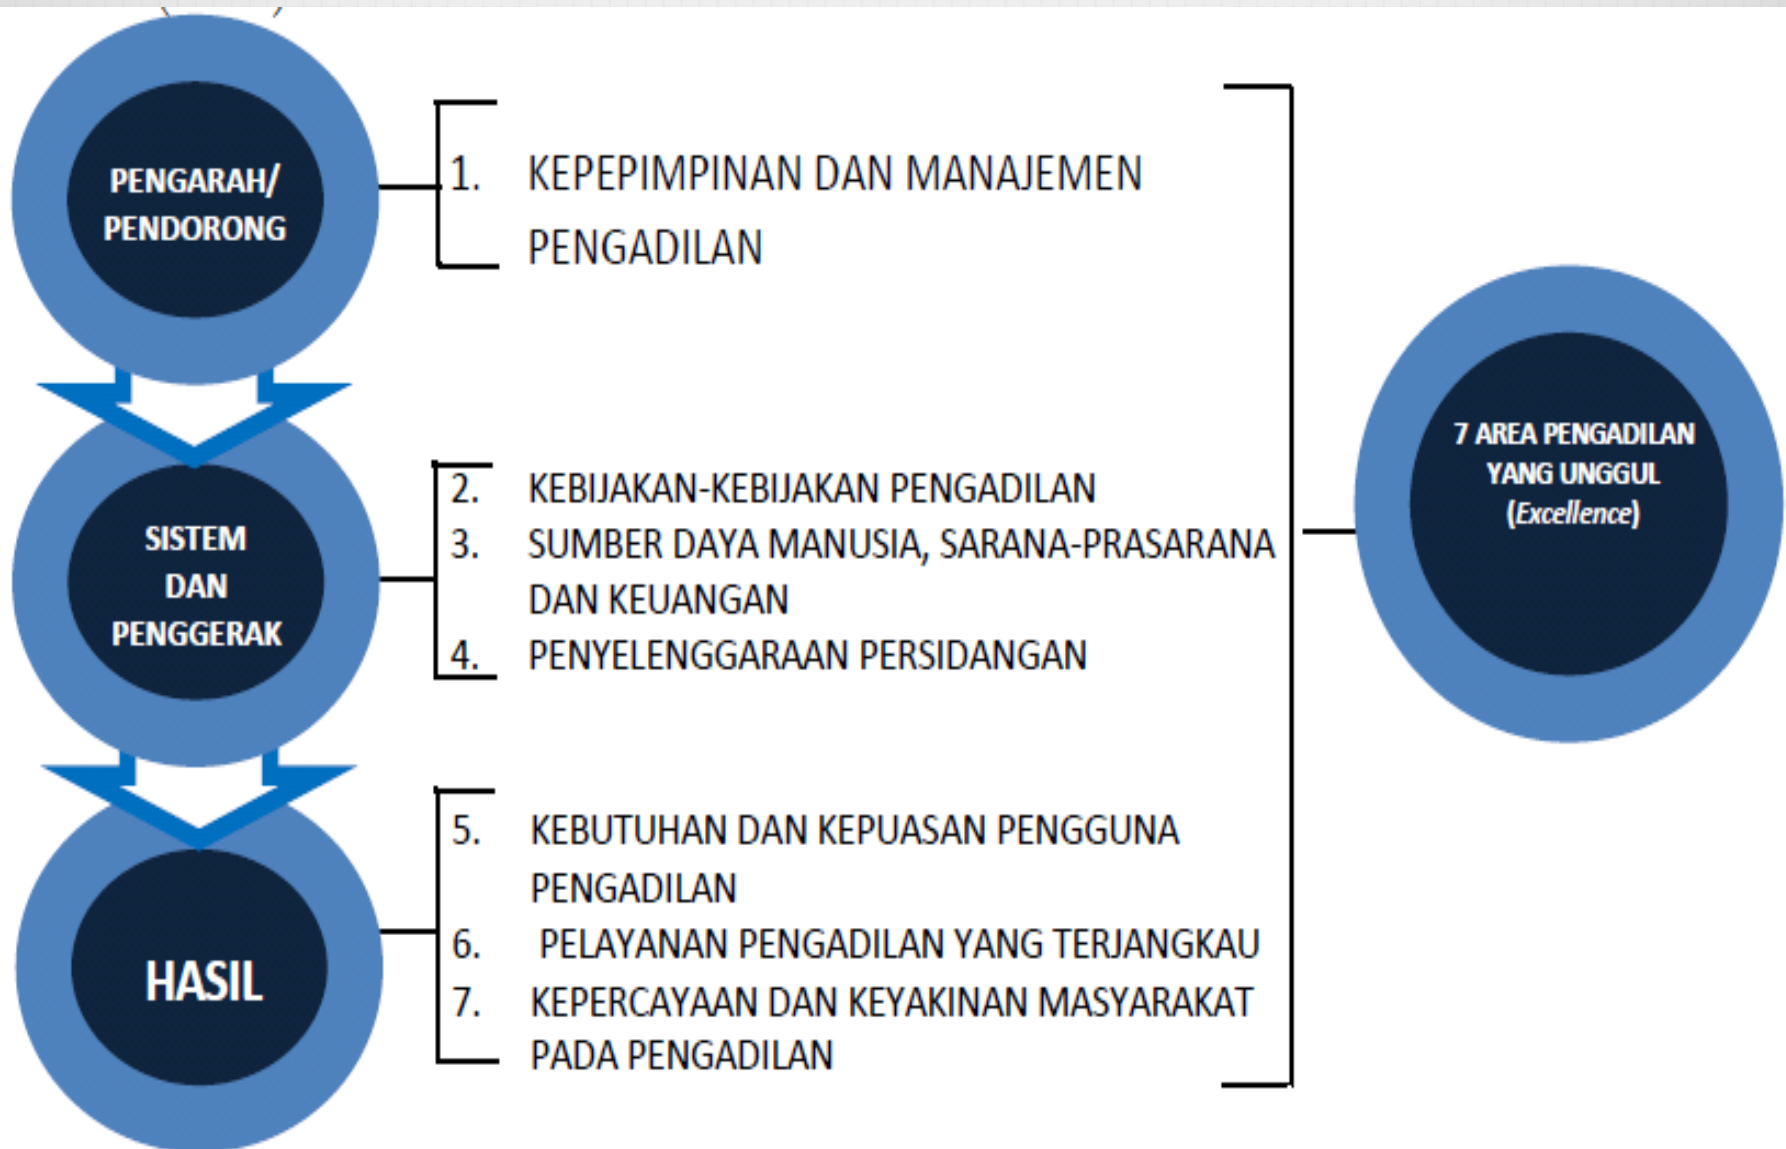 PENGARAH/
PENDORONG
1. KEPEPIMPINAN DAN MANAJEMEN
PENGADILAN
SISTEM
DAN
PENGGERAK
2. KEBIJAKAN-KEBIJAKAN PENGADILAN
3. SUMBER DAYA MANUSIA, SARANA-PRASARANA
DAN KEUANGAN
4. PENYELENGGARAAN PERSIDANGAN
HASIL
5. KEBUTUHAN DAN KEPUASAN PENGGUNA
PENGADILAN
6. PELAYANAN PENGADILAN YANG TERJANGKAU
7. KEPERCAYAAN DAN KEYAKINAN MASYARAKAT
PADA PENGADILAN
7 AREA PENGADILAN
YANG UNGGUL
(Excellence)